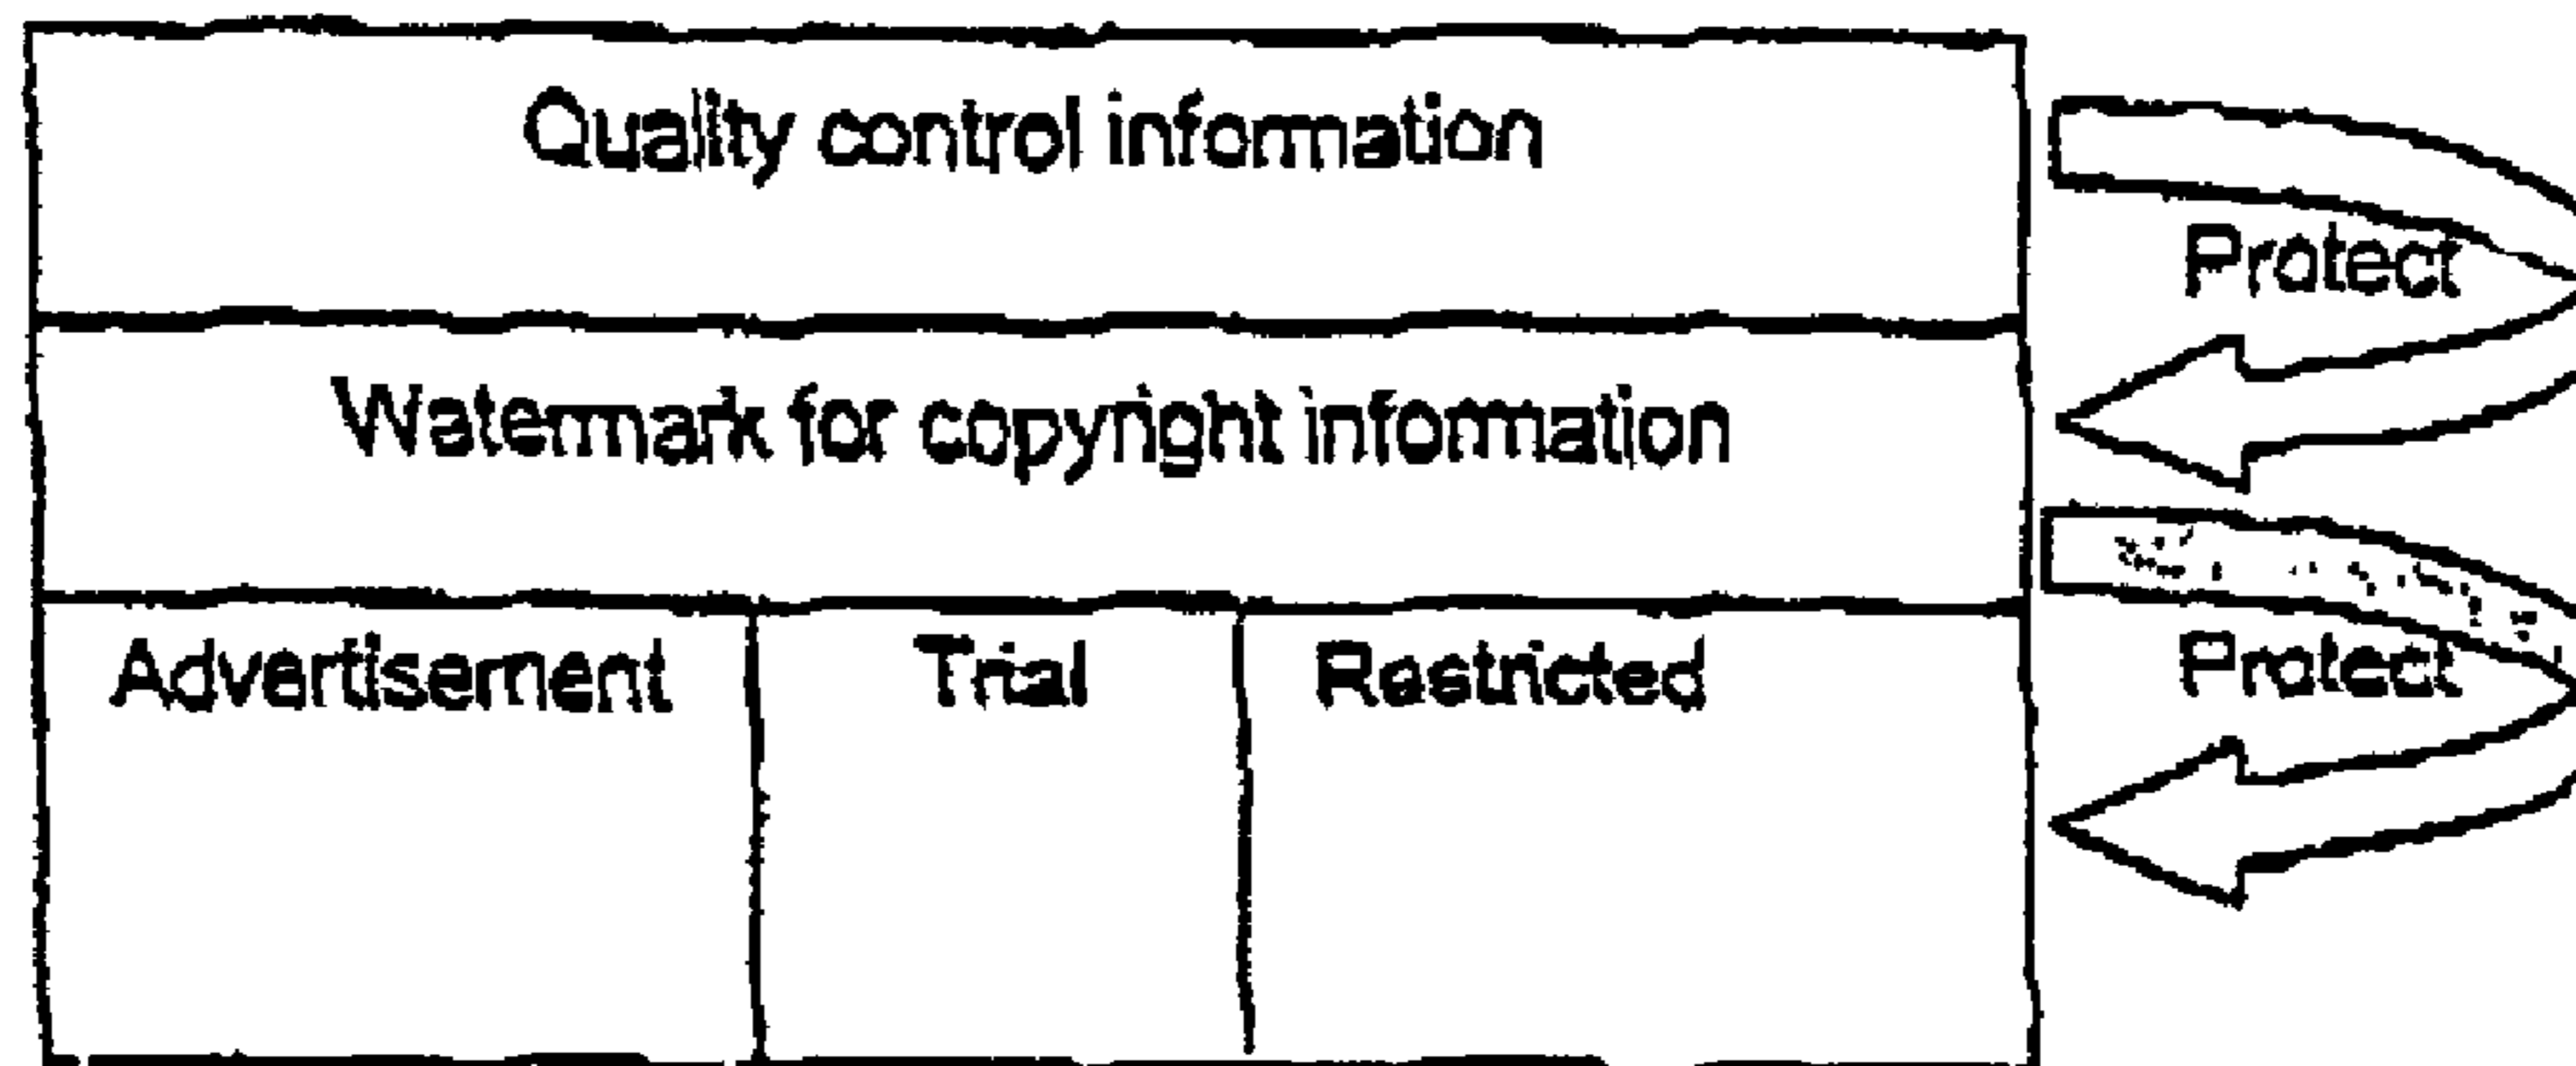 Quality control information
Protect
Watermark for copyright information
Advertisement Trial Restricted
Protect